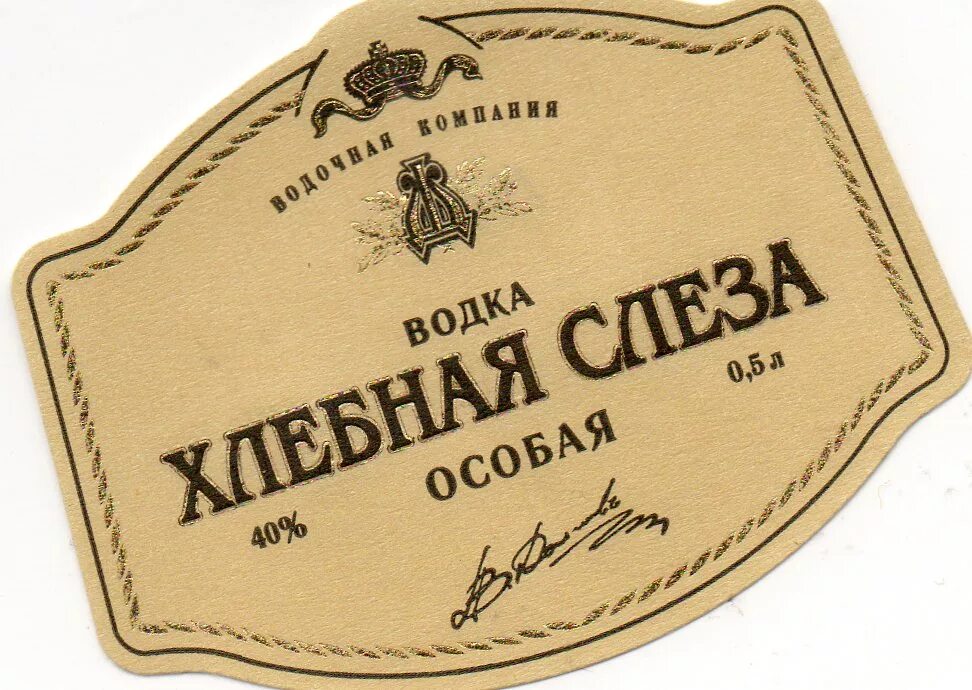 ВОДОЧНАЯ КОМПАНИЯ
ВОДКА
ХЛЕБНАЯ СЛЕЗА
ОСОБАЯ
40%
0,5 л